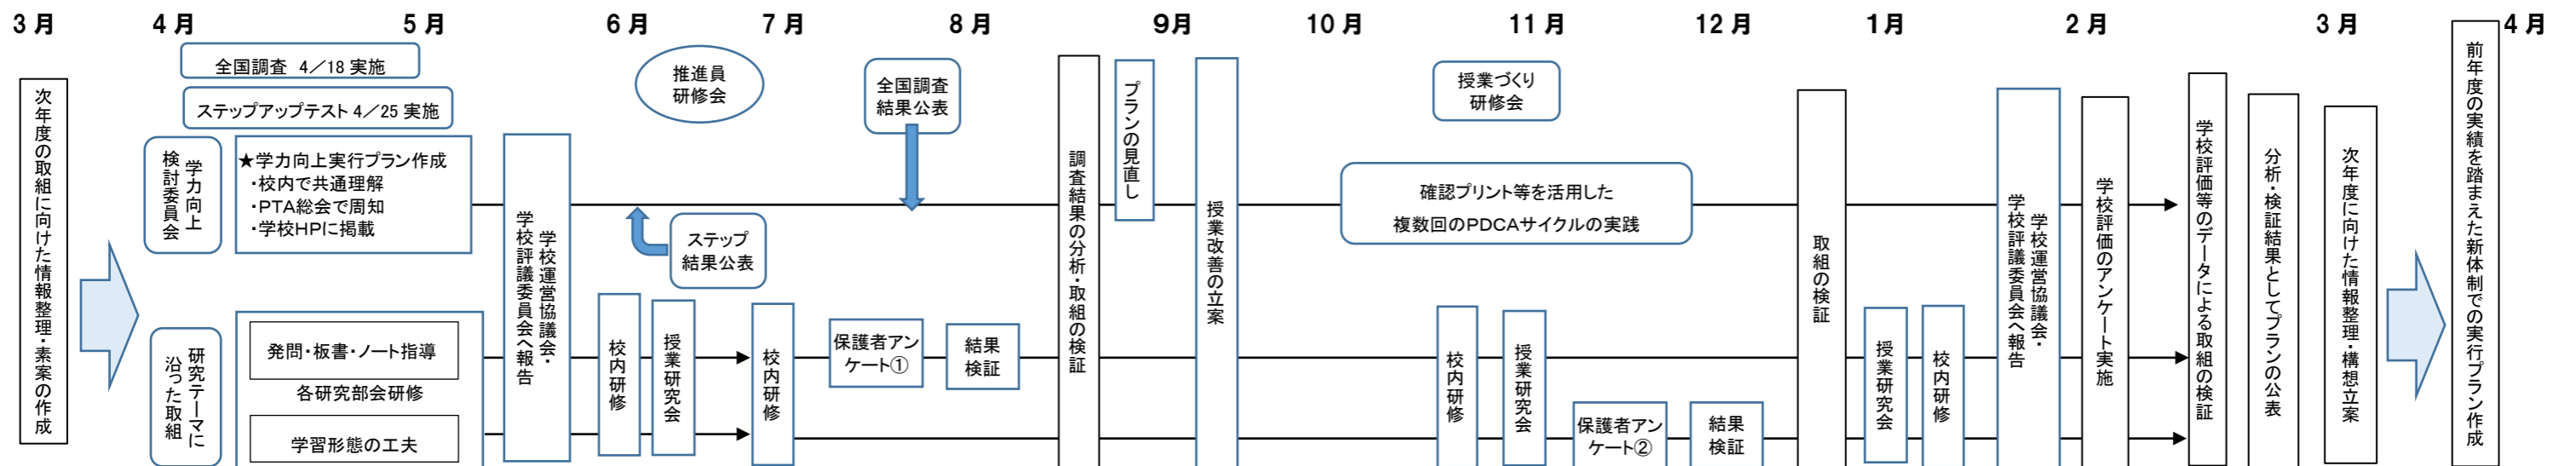 3月
4月
5月
6月
7月
8月
9月
10月
11月
12月
1月
2月
3月
4月
次年度の取組に向けた情報整理・素案の作成
全国調査 4／18 実施
ステップアップテスト 4／25 実施
学力向上
検討委員会
★学力向上実行プラン作成
・校内で共通理解
・PTA総会で周知
・学校HPに掲載
研究テーマに
沿った取組
発問・板書・ノート指導
各研究部会研修
学習形態の工夫
学校運営協議会・
学校評議委員会へ報告
推進員
研修会
ステップ
結果公表
校内研修
授業研究会
校内研修
全国調査
結果公表
保護者アン
ケート①
結果
検証
調査結果の分析・取組の検証
プランの見直し
授業改善の立案
授業づくり
研修会
確認プリント等を活用した
複数回のPDCAサイクルの実践
校内研修
授業研究会
保護者アン
ケート②
結果
検証
取組の検証
授業研究会
校内研修
学校運営協議会・
学校評議委員会へ報告
学校評価のアンケート実施
学校評価等のデータによる取組の検証
分析・検証結果としてプランの公表
次年度に向けた情報整理・構想立案
前年度の実績を踏まえた新体制での実行プラン作成